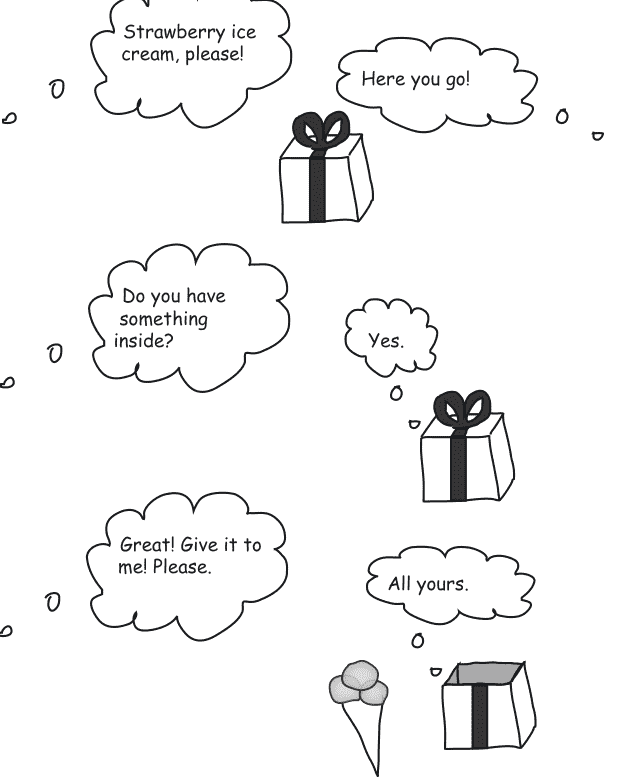 Strawberry ice
cream, please!
Here you go!
Do you have
something
inside?
Yes.
Great! Give it to
me! Please.
All yours.